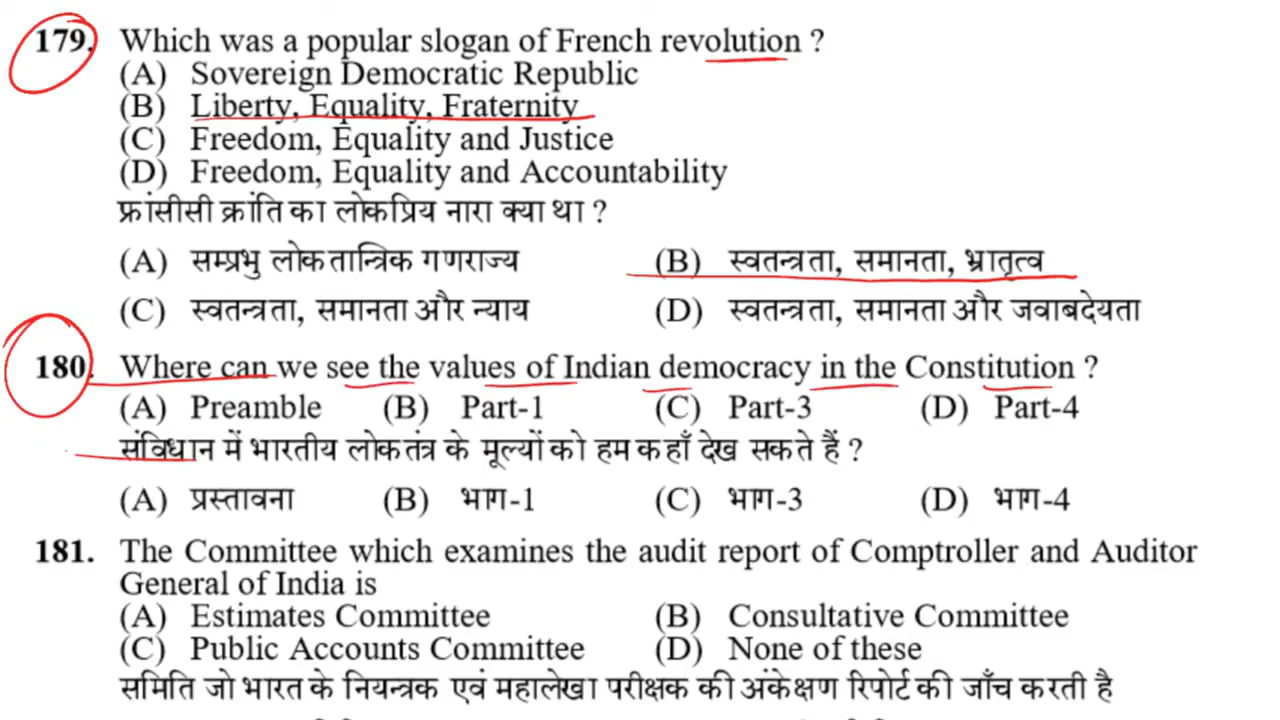 179. Which was a popular slogan of French revolution ?
(A) Sovereign Democratic Republic
(B) Liberty, Equality, Fraternity
(C) Freedom, Equality and Justice
(D) Freedom, Equality and Accountability
फ्रांसीसी क्रांति का लोकप्रिय नारा क्या था ?
(A) सम्प्रभु लोकतान्त्रिक गणराज्य (B) स्वतन्त्रता, समानता, भ्रातृत्व
(C) स्वतन्त्रता, समानता और न्याय (D) स्वतन्त्रता, समानता और जवाबदेयता
180. Where can we see the values of Indian democracy in the Constitution ?
(A) Preamble (B) Part-1 (C) Part-3 (D) Part-4
संविधान में भारतीय लोकतंत्र के मूल्यों को हम कहाँ देख सकते हैं ?
(A) प्रस्तावना (B) भाग-1 (C) भाग-3 (D) भाग-4
181. The Committee which examines the audit report of Comptroller and Auditor
General of India is
(A) Estimates Committee (B) Consultative Committee
(C) Public Accounts Committee (D) None of these
समिति जो भारत के नियन्त्रक एवं महालेखा परीक्षक की अंकेक्षण रिपोर्ट की जाँच करती है